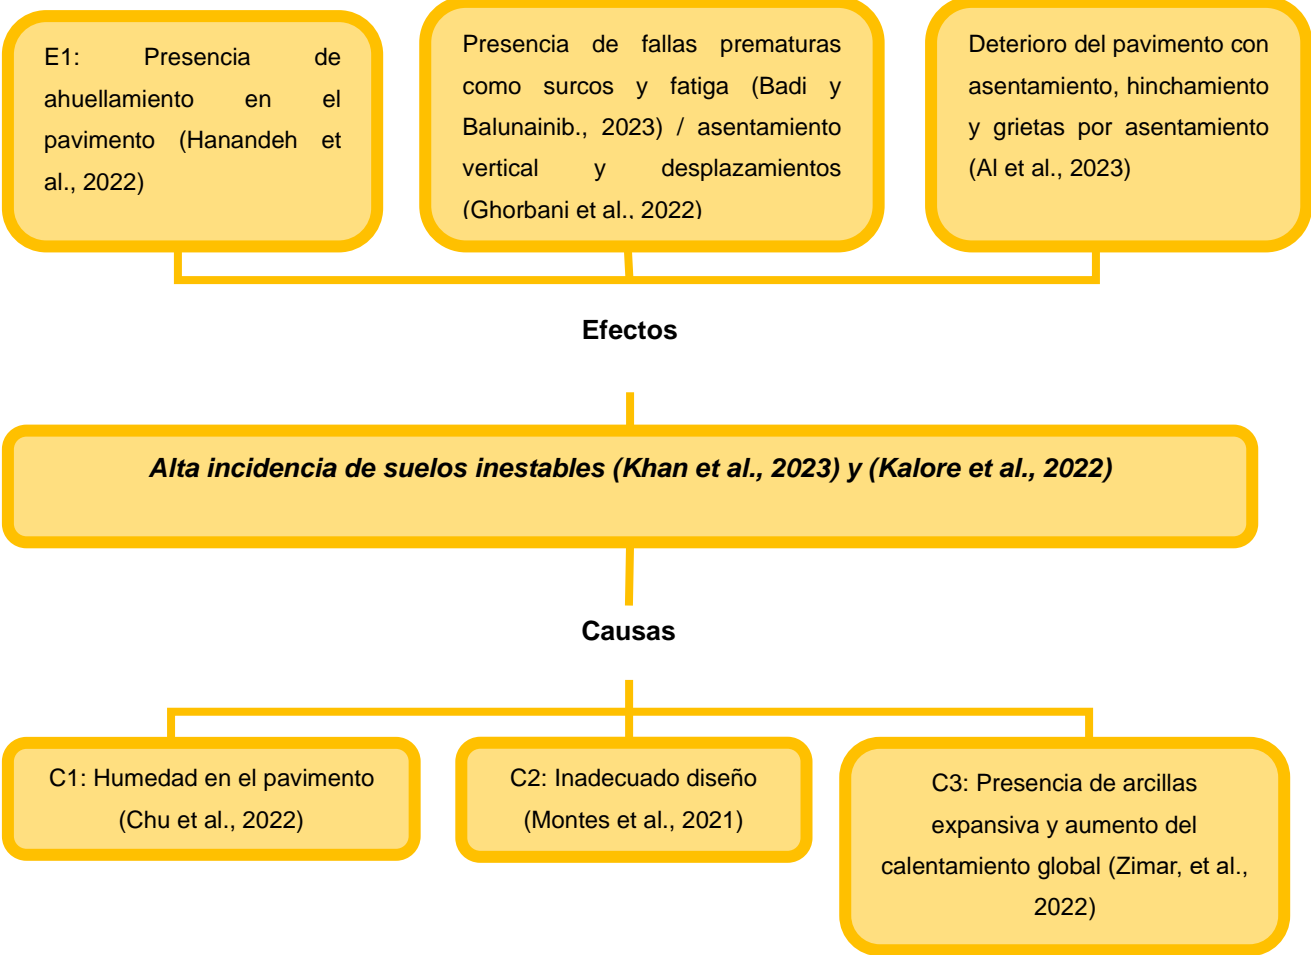 E1: Presencia de
ahuellamiento en el
pavimento (Hanandeh et
al., 2022)
Presencia de fallas prematuras
como surcos y fatiga (Badi y
Balunainib., 2023) / asentamiento
vertical y desplazamientos
(Ghorbani et al., 2022)
Deterioro del pavimento con
asentamiento, hinchamiento
y grietas por asentamiento
(Al et al., 2023)
Efectos
Alta incidencia de suelos inestables (Khan et al., 2023) y (Kalore et al., 2022)
Causas
C1: Humedad en el pavimento
(Chu et al., 2022)
C2: Inadecuado diseño
(Montes et al., 2021)
C3: Presencia de arcillas
expansiva y aumento del
calentamiento global (Zimar, et al.,
2022)